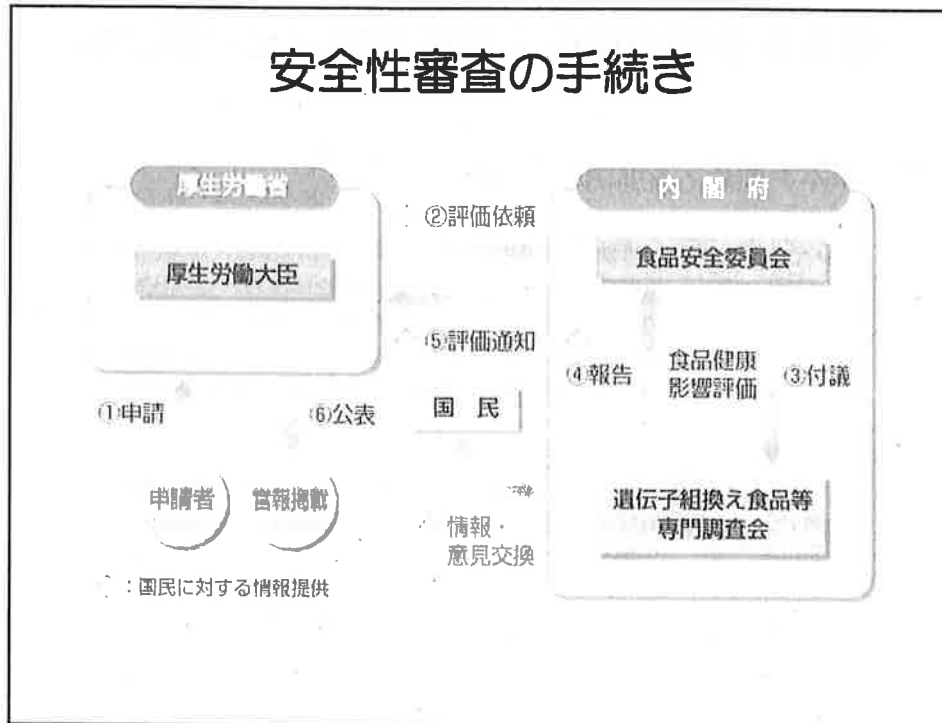 安全性審査の手続き
厚生労働省
厚生労働大臣
②評価依頼
⑤評価通知
内閣府
食品安全委員会
④報告
食品健康
影響評価
③付議
遺伝子組換え食品等
専門調査会
①申請
⑥公表
国民
申請者
官報掲載
情報・
意見交換
：国民に対する情報提供